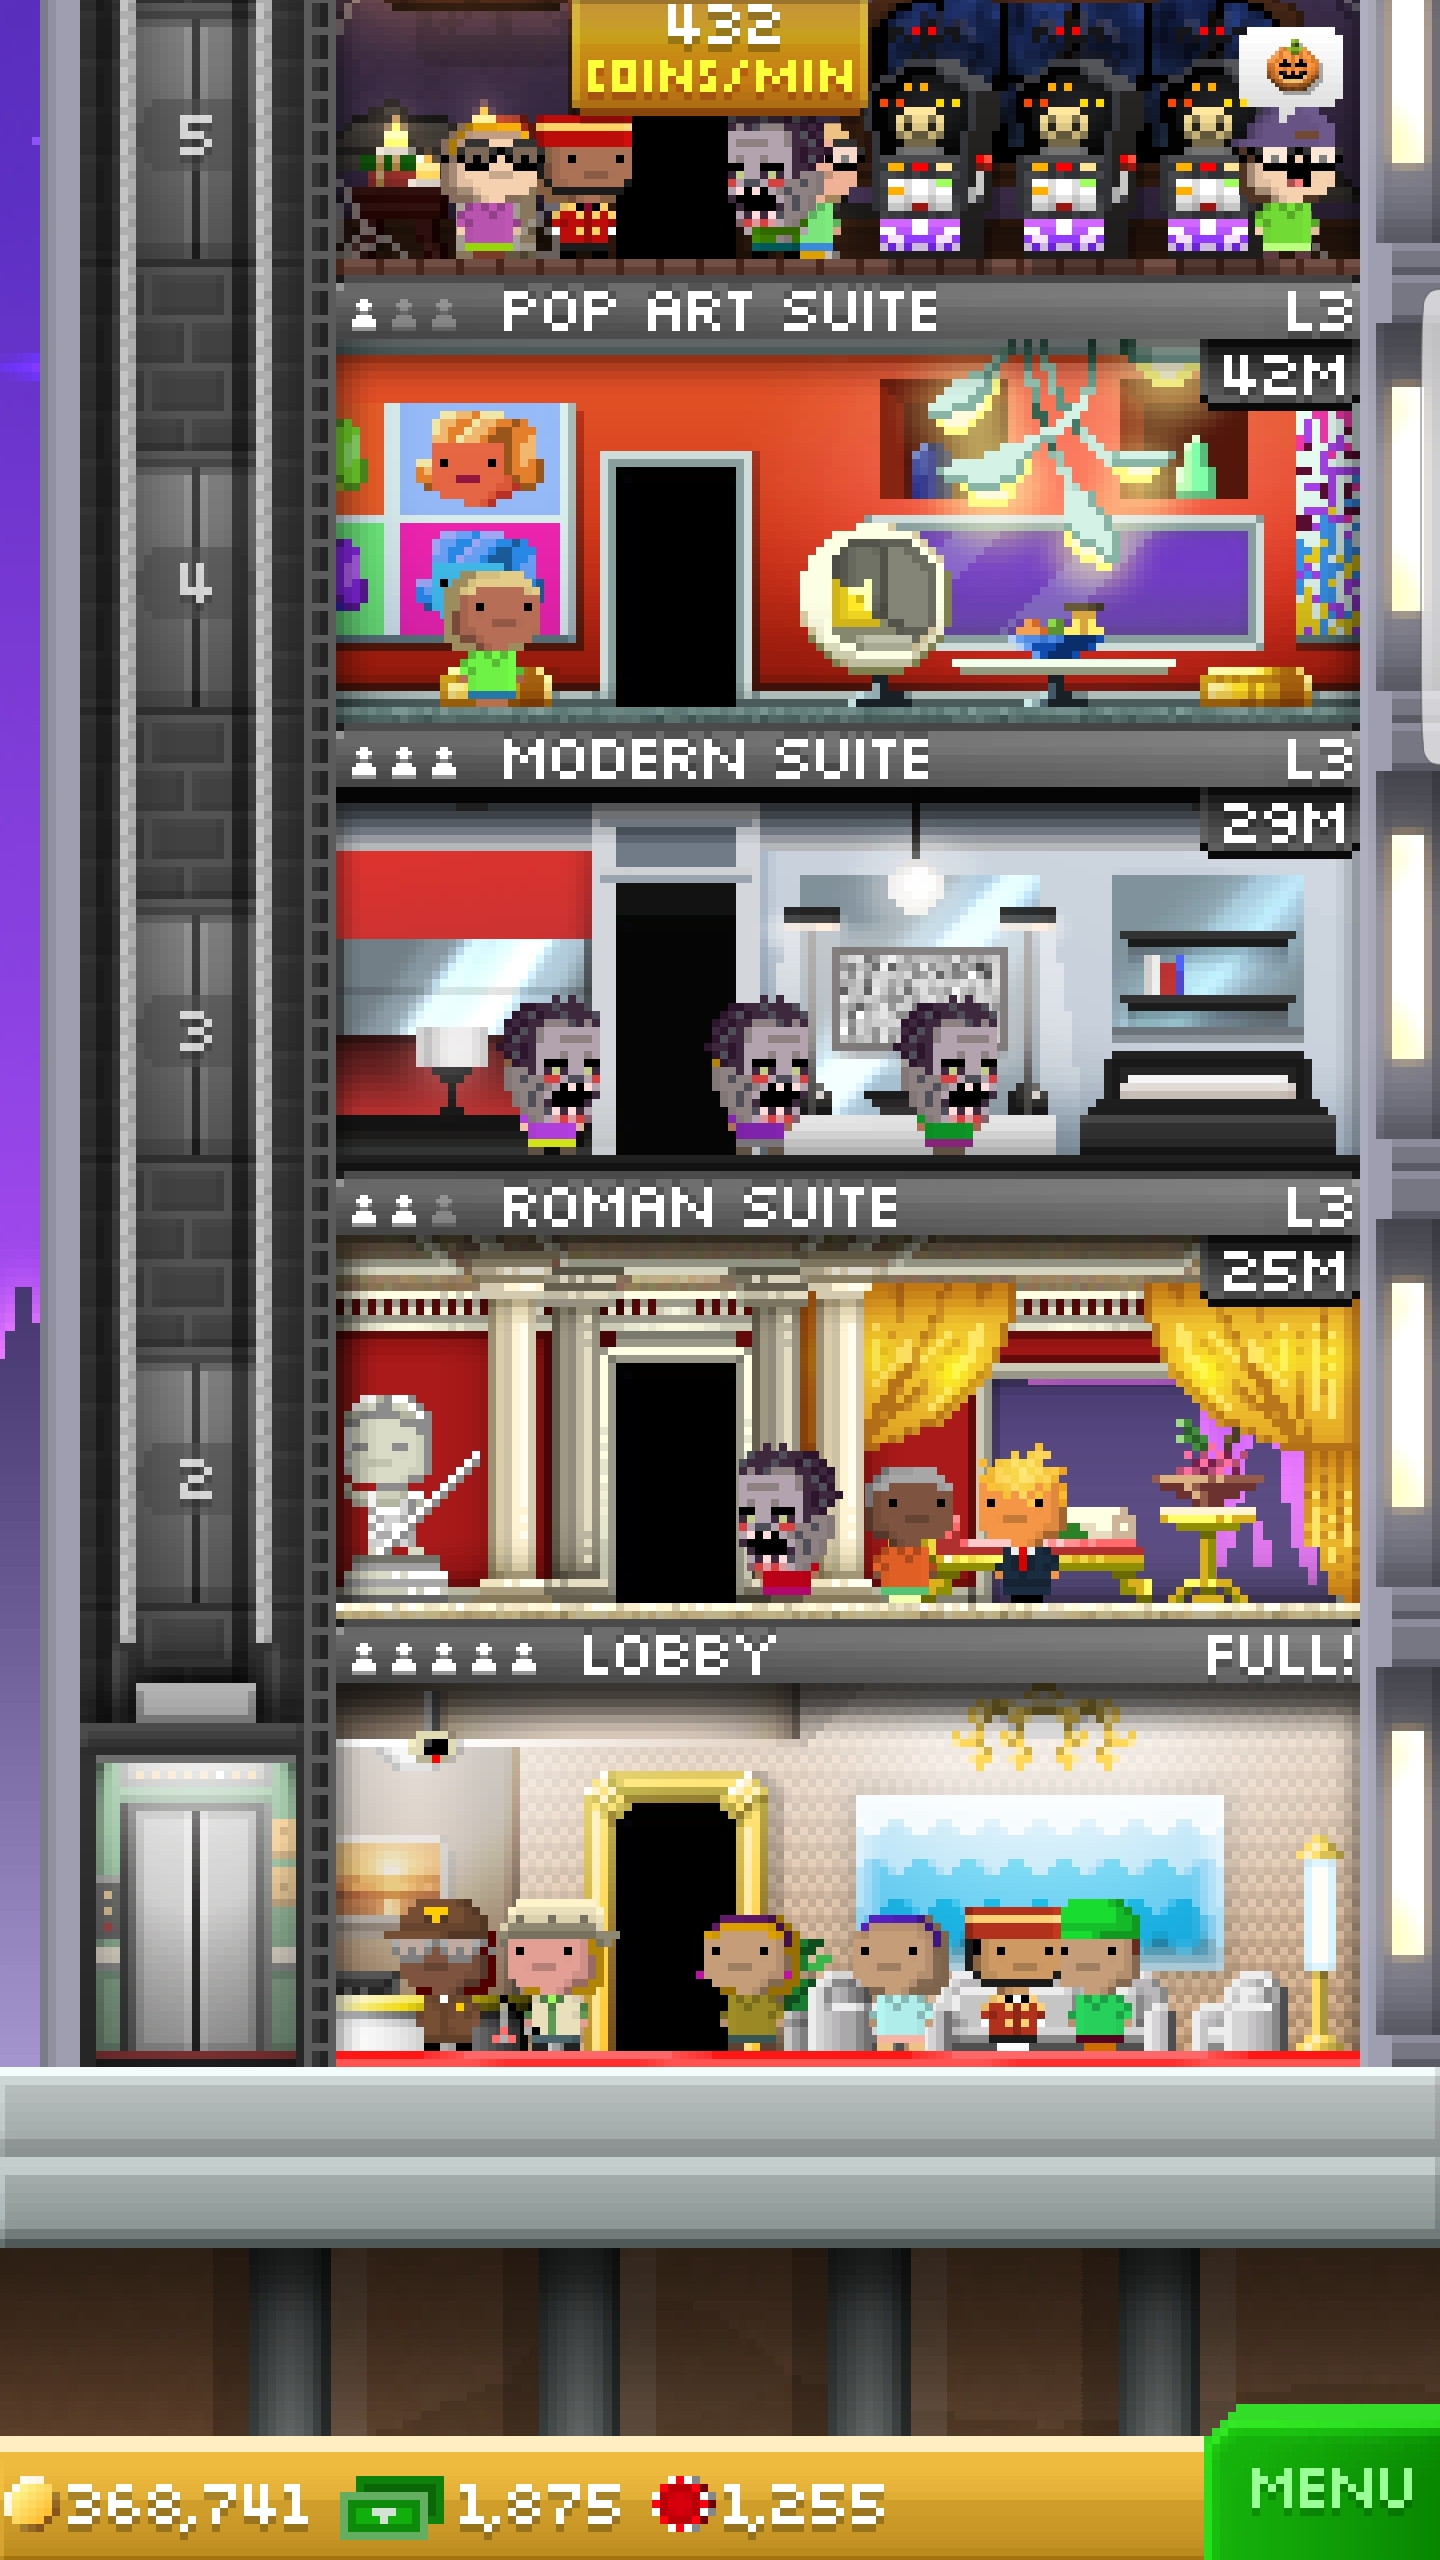 432
COINS/MIN
5
POP ART SUITE L3
42M
4
MODERN SUITE L3
29M
3
ROMAN SUITE L3
25M
2
LOBBY FULL!
368,741 1,875 1,255 MENU